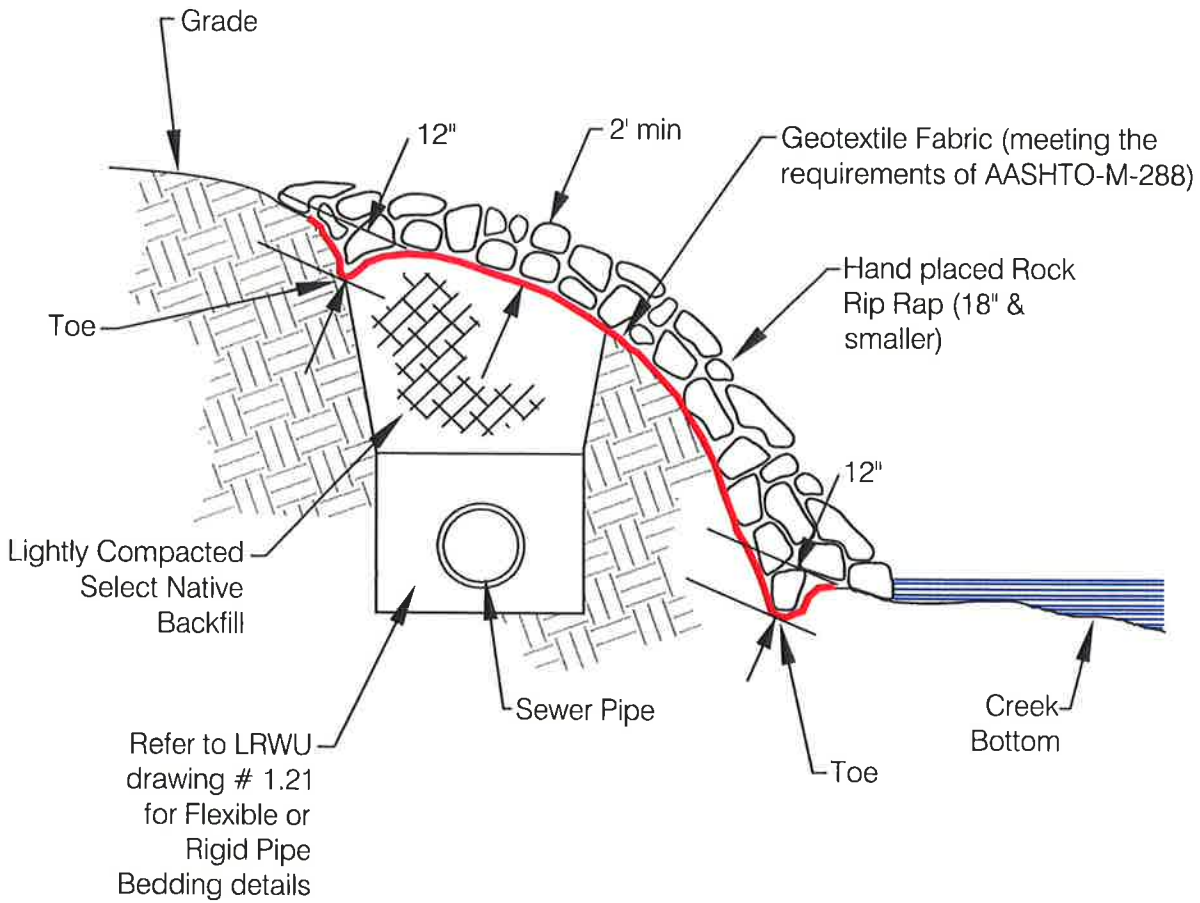 Grade
12"
2' min
Geotextile Fabric (meeting the
requirements of AASHTO-M-288)
Hand placed Rock
Rip Rap (18" &
smaller)
Toe
12"
Lightly Compacted
Select Native
Backfill
Sewer Pipe
Creek
Bottom
Refer to LRWU
drawing # 1.21
for Flexible or
Rigid Pipe
Bedding details
Toe